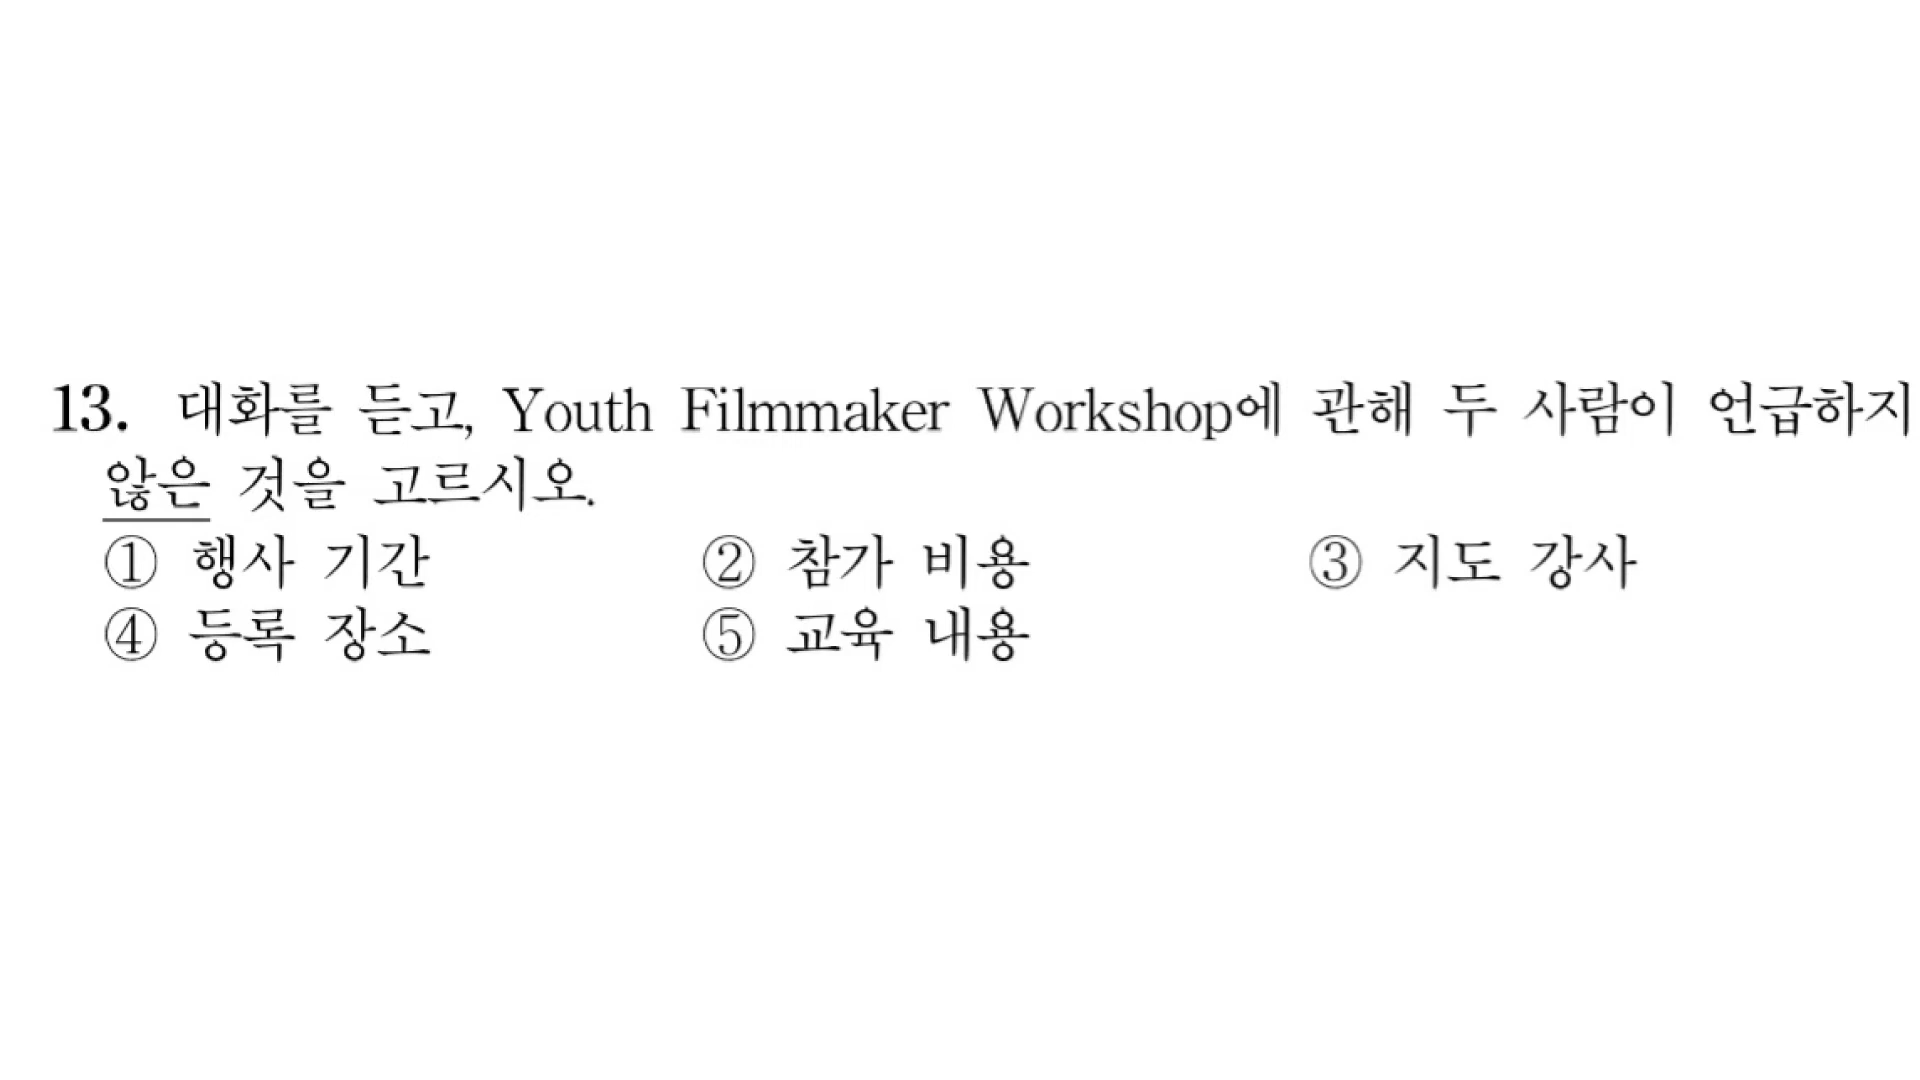 13. 대화를 듣고, Youth Filmmaker Workshop에 관해 두 사람이 언급하지
않은 것을 고르시오.
① 행사 기간 ② 참가 비용 ③ 지도 강사
④ 등록 장소 ⑤ 교육 내용